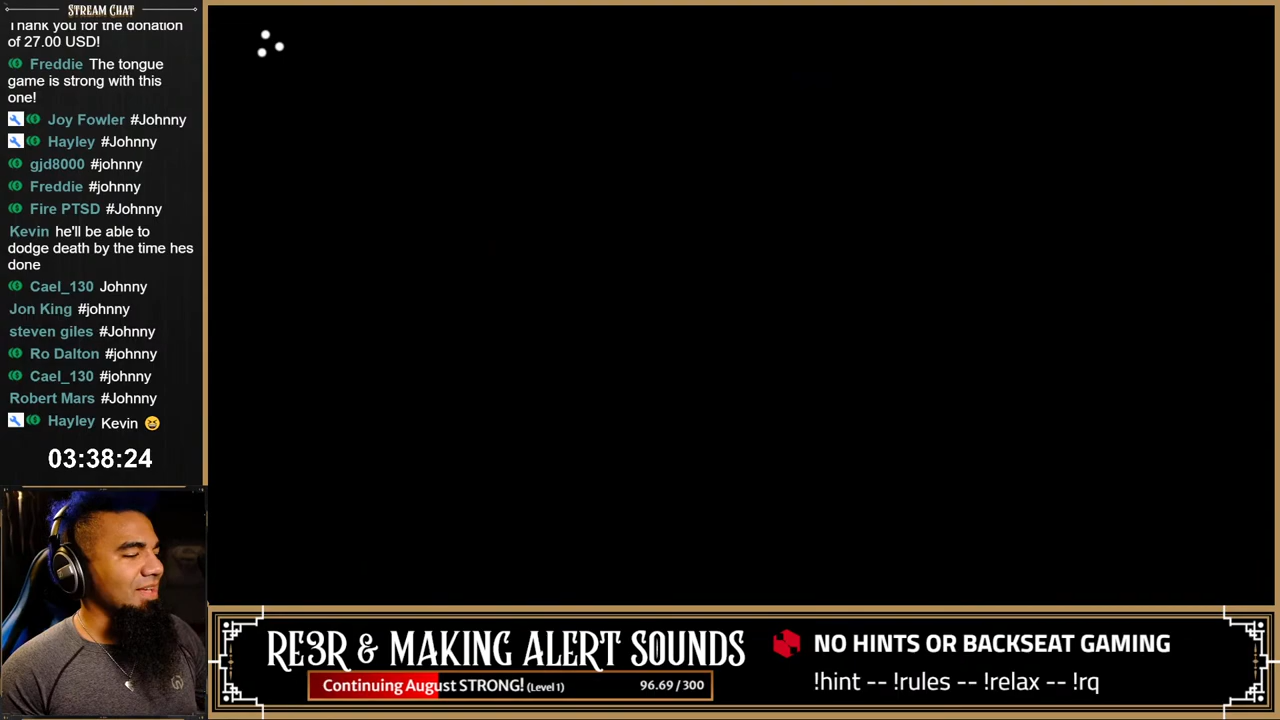 STREAM CHAT
Thank you for the donation
of 27.00 USD!
Freddie The tongue
game is strong with this
one!
Joy Fowler #Johnny
Hayley #Johnny
gjd8000 #johnny
Freddie #johnny
Fire PTSD #Johnny
Kevin he'll be able to
dodge death by the time hes
done
Cael_130 Johnny
Jon King #johnny
steven giles #Johnny
Ro Dalton #johnny
Cael_130 #johnny
Robert Mars #Johnny
Hayley Kevin 😆
03:38:24
RE3R & MAKING ALERT SOUNDS
Continuing August STRONG! (Level 1) 96.69 / 300
NO HINTS OR BACKSEAT GAMING
!hint -- !rules -- !relax -- !rq